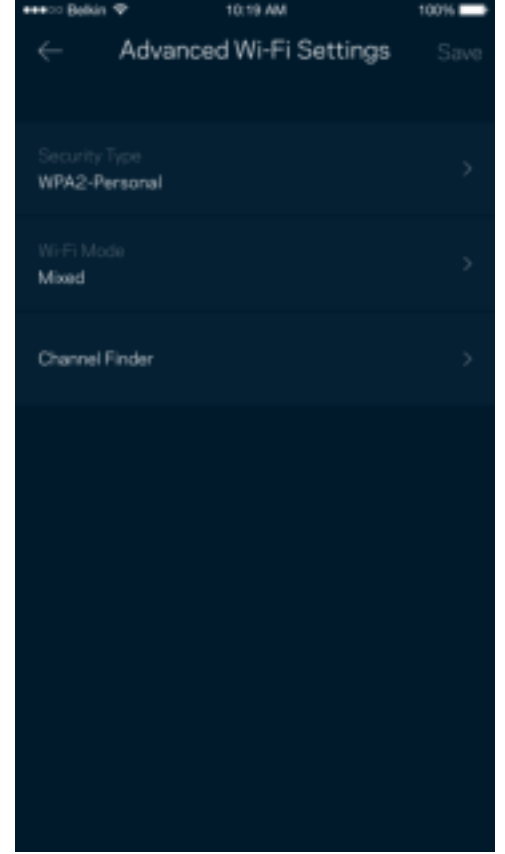 Belkin
10:19 AM
100%
Advanced Wi-Fi Settings
Save
Security Type
WPA2-Personal
Wi-Fi Mode
Mixed
Channel Finder